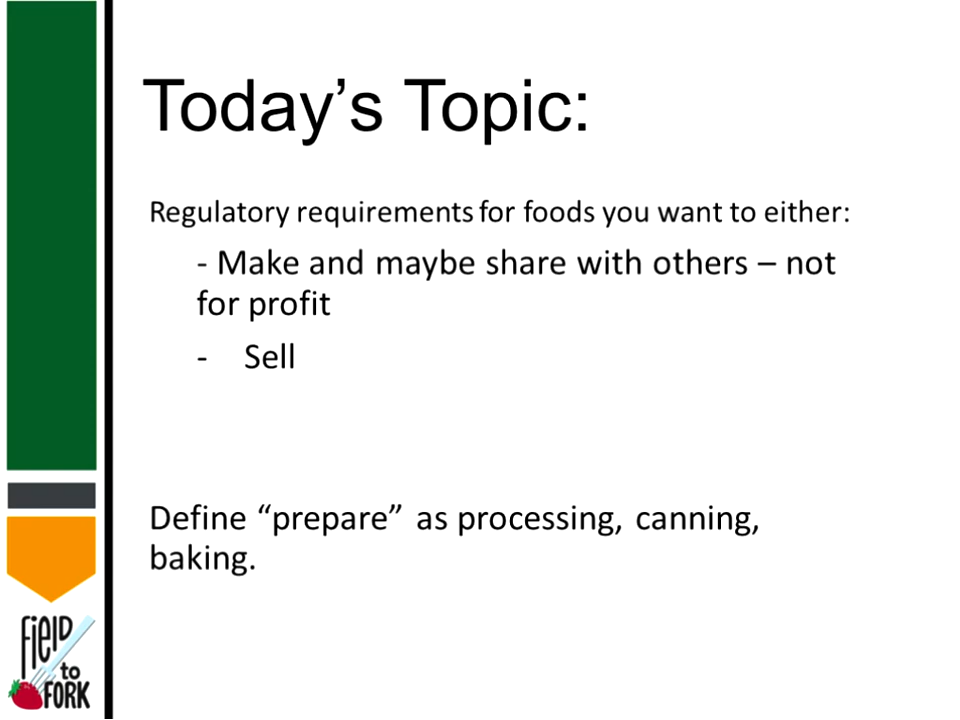 Today’s Topic:
Regulatory requirements for foods you want to either:
- Make and maybe share with others – not
for profit
- Sell
Define “prepare” as processing, canning,
baking.
FiELD
to
FORK